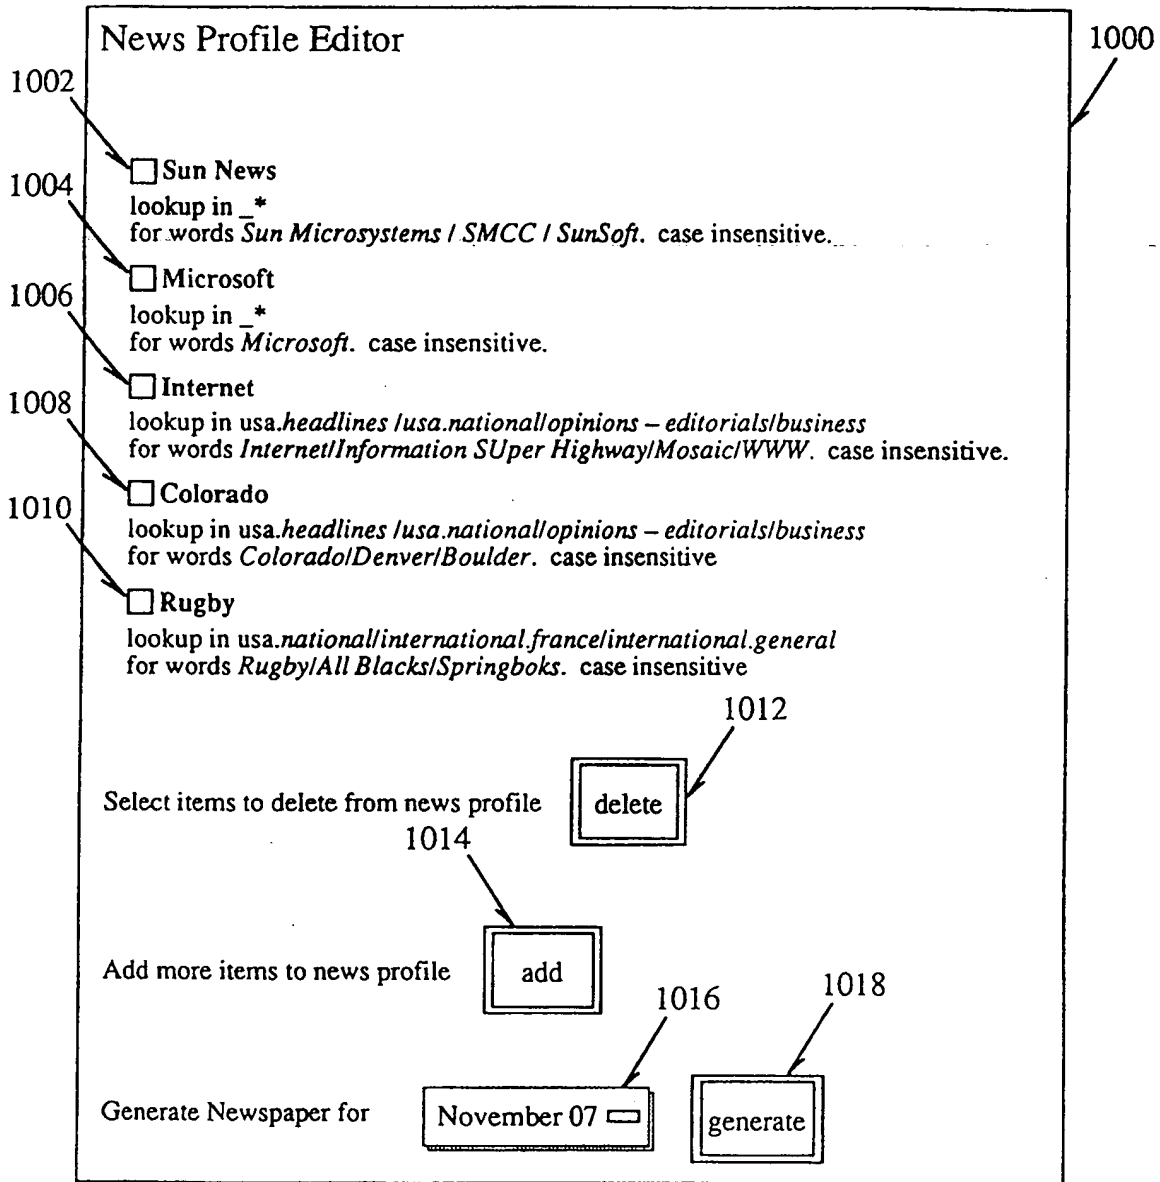 News Profile Editor
1000
1002
Sun News
1004
lookup in _*
for words Sun Microsystems / SMCC / SunSoft. case insensitive.
Microsoft
1006
lookup in _*
for words Microsoft. case insensitive.
Internet
1008
lookup in usa.headlines /usa.national/opinions – editorials/business
for words Internet/Information SUper Highway/Mosaic/WWW. case insensitive.
Colorado
1010
lookup in usa.headlines /usa.national/opinions – editorials/business
for words Colorado/Denver/Boulder. case insensitive
Rugby
lookup in usa.national/international.france/international.general
for words Rugby/All Blacks/Springboks. case insensitive
1012
Select items to delete from news profile delete
1014
Add more items to news profile add
1016
1018
Generate Newspaper for November 07 generate